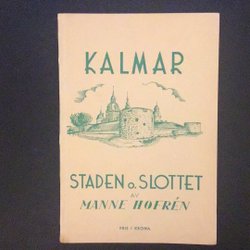 KALMAR
STADEN o. SLOTTET
AV
MANNE HOFRÉN
PRIS 1 KRONA